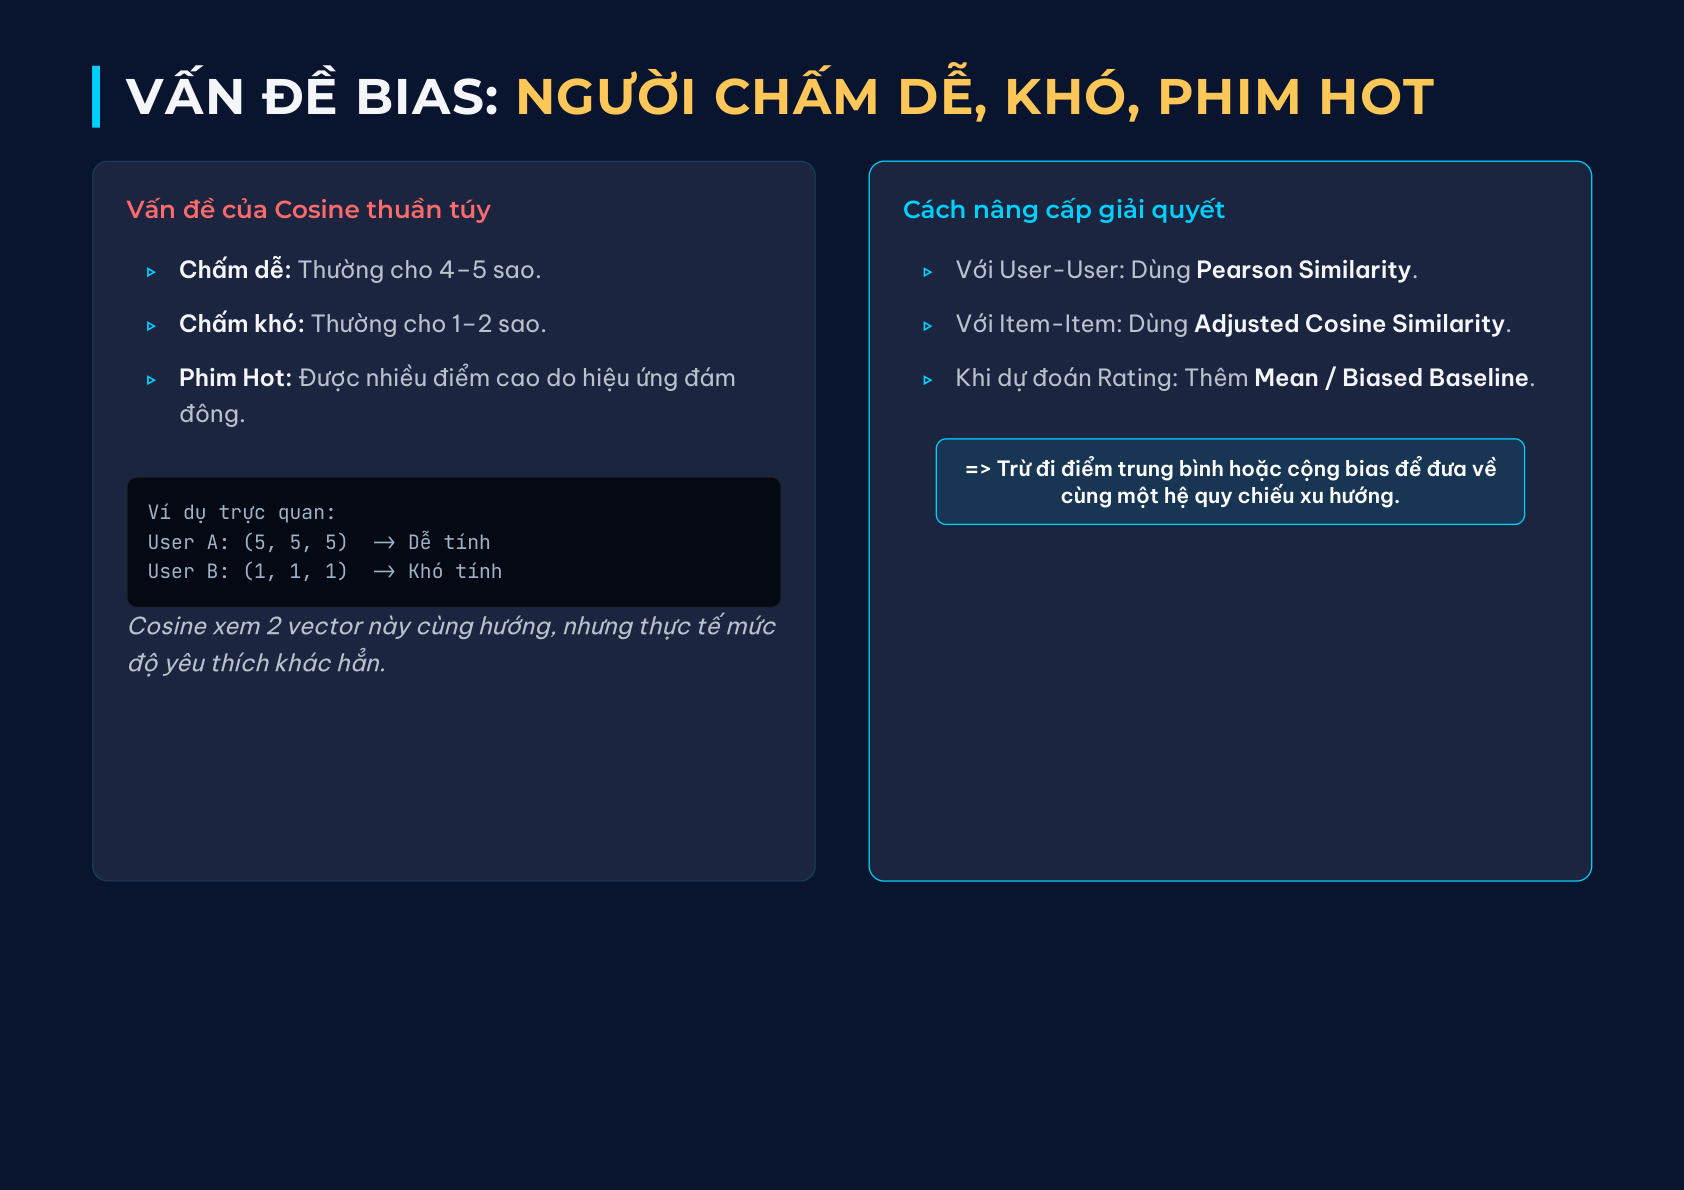 VẤN ĐỀ BIAS: NGƯỜI CHẤM DỄ, KHÓ, PHIM HOT
Vấn đề của Cosine thuần túy
▹ Chấm dễ: Thường cho 4–5 sao.
▹ Chấm khó: Thường cho 1–2 sao.
▹ Phim Hot: Được nhiều điểm cao do hiệu ứng đám
đông.
Ví dụ trực quan:
User A: (5, 5, 5) → Dễ tính
User B: (1, 1, 1) → Khó tính
Cosine xem 2 vector này cùng hướng, nhưng thực tế mức
độ yêu thích khác hẳn.
Cách nâng cấp giải quyết
▹ Với User-User: Dùng Pearson Similarity.
▹ Với Item-Item: Dùng Adjusted Cosine Similarity.
▹ Khi dự đoán Rating: Thêm Mean / Biased Baseline.
=> Trừ đi điểm trung bình hoặc cộng bias để đưa về
cùng một hệ quy chiếu xu hướng.